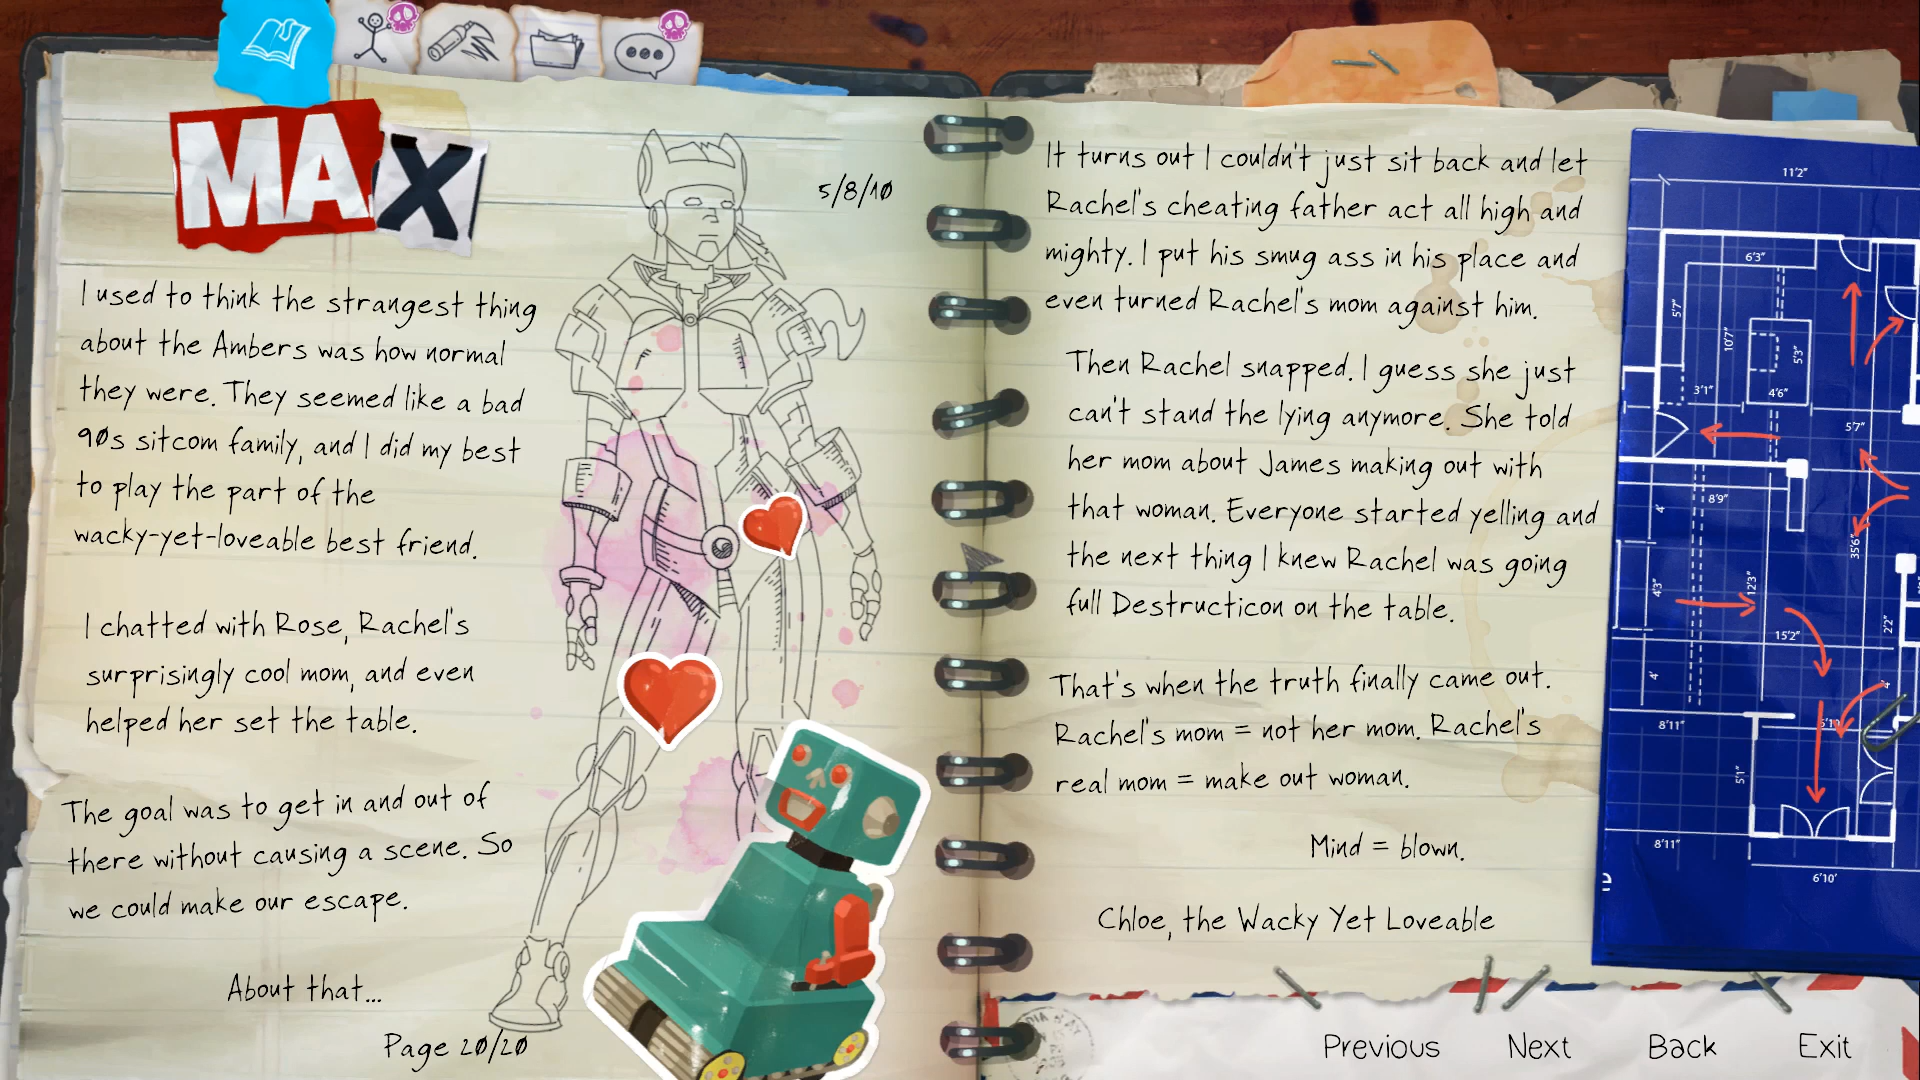 MAX
5/8/10
I used to think the strangest thing
about the Ambers was how normal
they were. They seemed like a bad
90s sitcom family, and I did my best
to play the part of the
wacky-yet-loveable best friend.
I chatted with Rose, Rachel's
surprisingly cool mom, and even
helped her set the table.
The goal was to get in and out of
there without causing a scene. So
we could make our escape.
About that...
Page 20/20
It turns out I couldn't just sit back and let
Rachel's cheating father act all high and
mighty. I put his smug ass in his place and
even turned Rachel's mom against him.
Then Rachel snapped. I guess she just
can't stand the lying anymore. She told
her mom about James making out with
that woman. Everyone started yelling and
the next thing I knew Rachel was going
full Destructicon on the table.
That's when the truth finally came out.
Rachel's mom = not her mom. Rachel's
real mom = make out woman.
Mind = blown.
Chloe, the Wacky Yet Loveable
11'2"
6'3"
5'7"
10'7"
5'3"
3'1"
4'6"
5'7"
8'9"
4'
35'6"
4'3"
12'3"
15'2"
2'2"
4'
4'
8'11"
5'1"
8'11"
6'10'
Previous
Next
Back
Exit